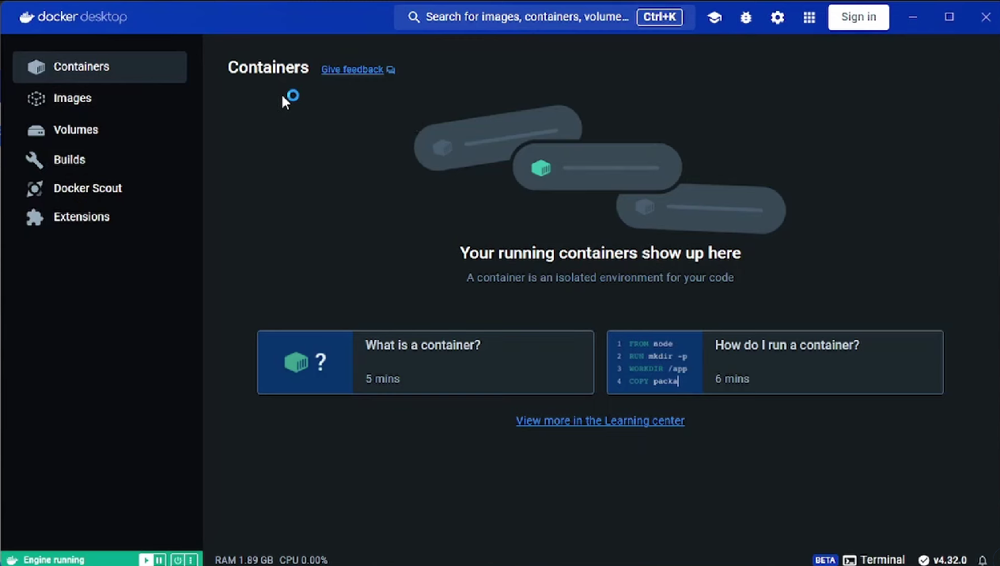 docker desktop
Search for images, containers, volume... Ctrl+K
Sign in
Containers
Images
Volumes
Builds
Docker Scout
Extensions
Containers
Give feedback
Your running containers show up here
A container is an isolated environment for your code
?
What is a container?
5 mins
1 FROM node
2 RUN mkdir -p
3 WORKDIR /app
4 COPY packa
How do I run a container?
6 mins
View more in the Learning center
Engine running
RAM 1.89 GB CPU 0.00%
BETA Terminal v4.32.0